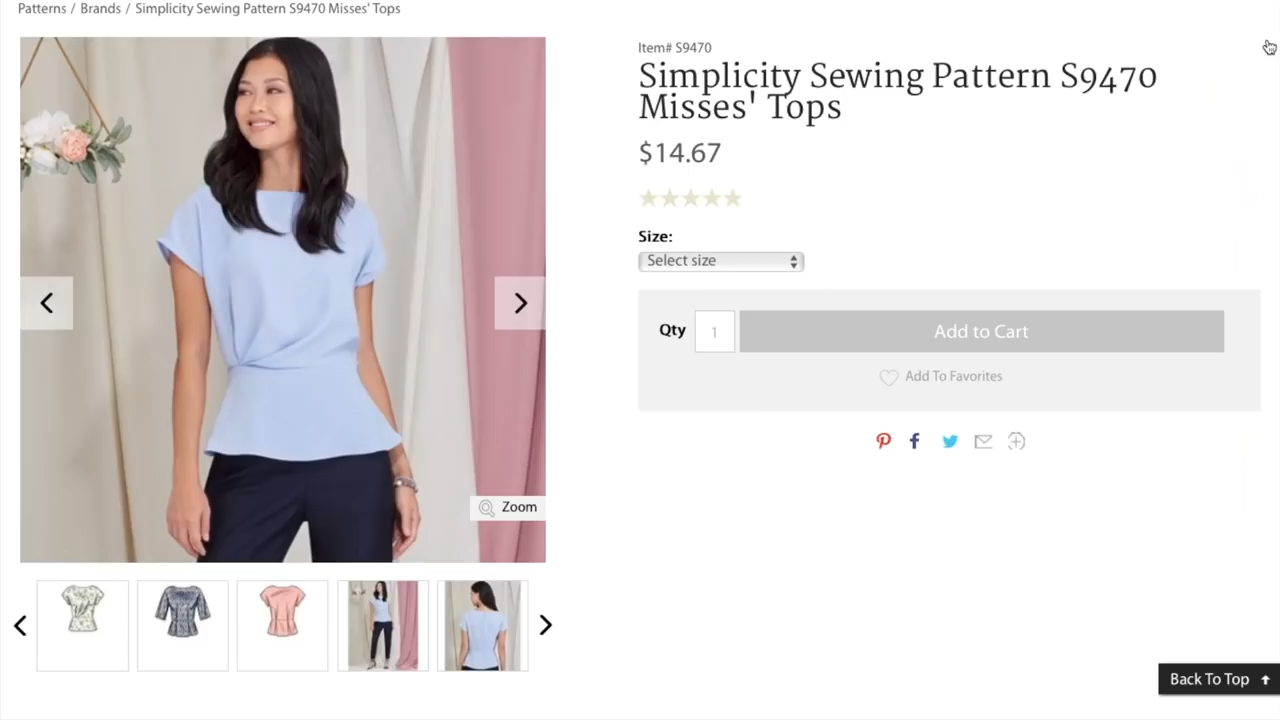 Patterns / Brands / Simplicity Sewing Pattern S9470 Misses' Tops
Item# S9470
Simplicity Sewing Pattern S9470
Misses' Tops
$14.67
Size:
Select size
Qty 1 Add to Cart
Add To Favorites
Zoom
Back To Top